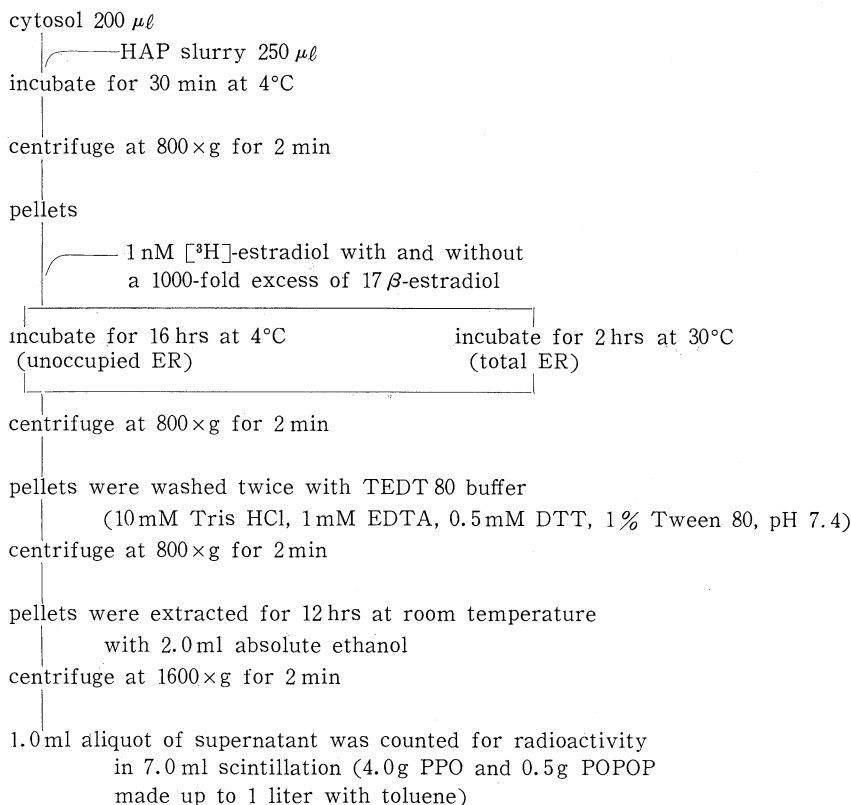 cytosol 200 μℓ
HAP slurry 250 μℓ
incubate for 30 min at 4°C
centrifuge at 800×g for 2 min
pellets
1 nM [³H]-estradiol with and without
a 1000-fold excess of 17 β-estradiol
incubate for 16 hrs at 4°C incubate for 2 hrs at 30°C
(unoccupied ER) (total ER)
centrifuge at 800×g for 2 min
pellets were washed twice with TEDT 80 buffer
(10 mM Tris HCl, 1 mM EDTA, 0.5 mM DTT, 1% Tween 80, pH 7.4)
centrifuge at 800×g for 2 min
pellets were extracted for 12 hrs at room temperature
with 2.0 ml absolute ethanol
centrifuge at 1600×g for 2 min
1.0 ml aliquot of supernatant was counted for radioactivity
in 7.0 ml scintillation (4.0 g PPO and 0.5 g POPOP
made up to 1 liter with toluene)